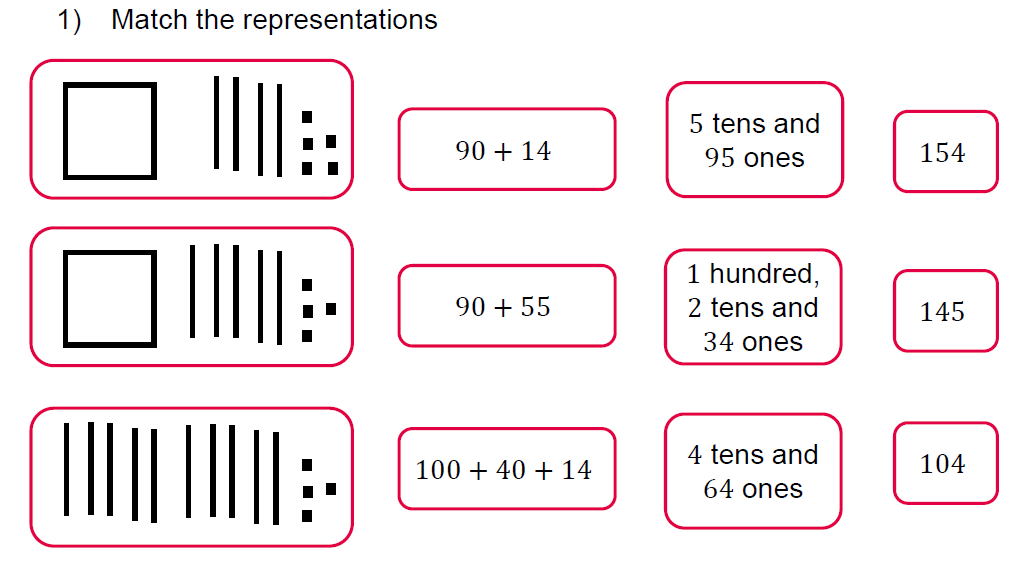 1) Match the representations
90 + 14
5 tens and
95 ones
154
90 + 55
1 hundred,
2 tens and
34 ones
145
100 + 40 + 14
4 tens and
64 ones
104